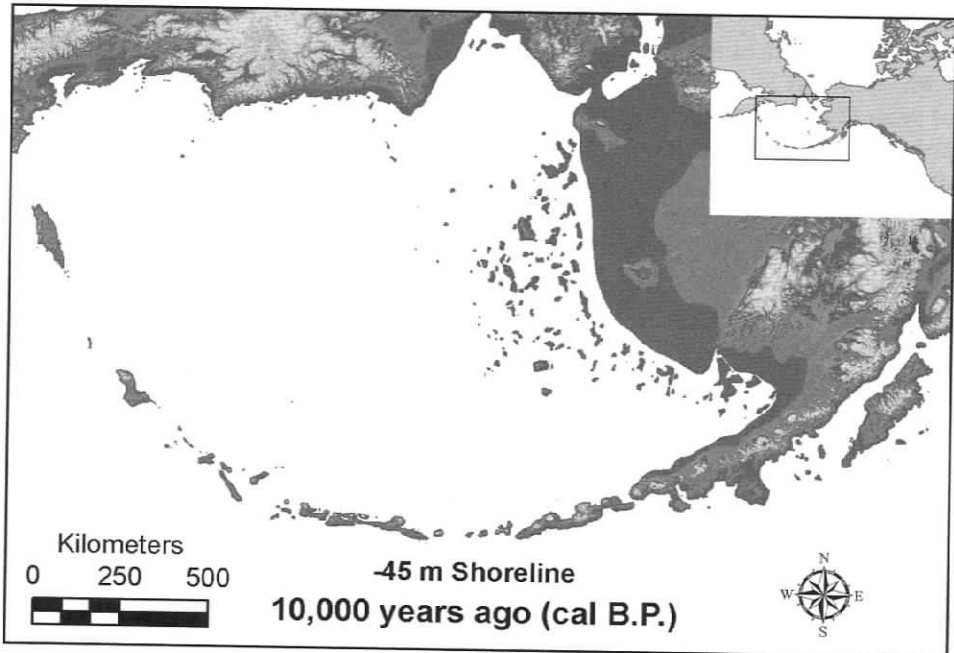 Kilometers
0 250 500
-45 m Shoreline
10,000 years ago (cal B.P.)
N
W E
S